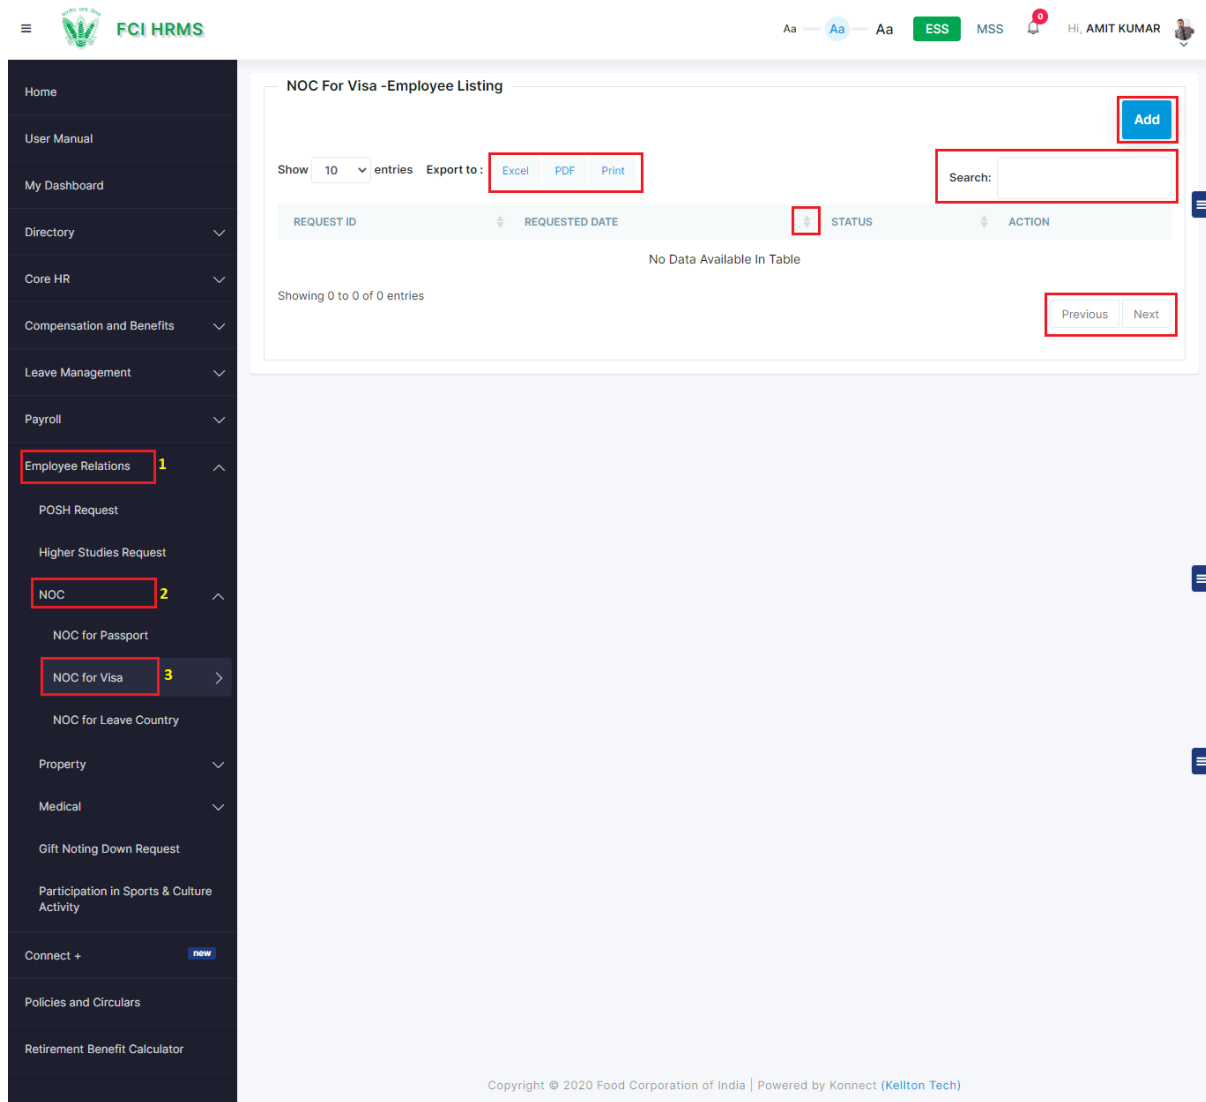 FCI HRMS
Aa Aa Aa ESS MSS 0 Hi, AMIT KUMAR
Home
User Manual
My Dashboard
Directory
Core HR
Compensation and Benefits
Leave Management
Payroll
Employee Relations 1
POSH Request
Higher Studies Request
NOC 2
NOC for Passport
NOC for Visa 3
NOC for Leave Country
Property
Medical
Gift Noting Down Request
Participation in Sports & Culture
Activity
Connect + new
Policies and Circulars
Retirement Benefit Calculator
NOC For Visa -Employee Listing
Add
Show 10 entries Export to : Excel PDF Print
Search:
REQUEST ID REQUESTED DATE STATUS ACTION
No Data Available In Table
Showing 0 to 0 of 0 entries
Previous Next
Copyright © 2020 Food Corporation of India | Powered by Konnect (Kellton Tech)